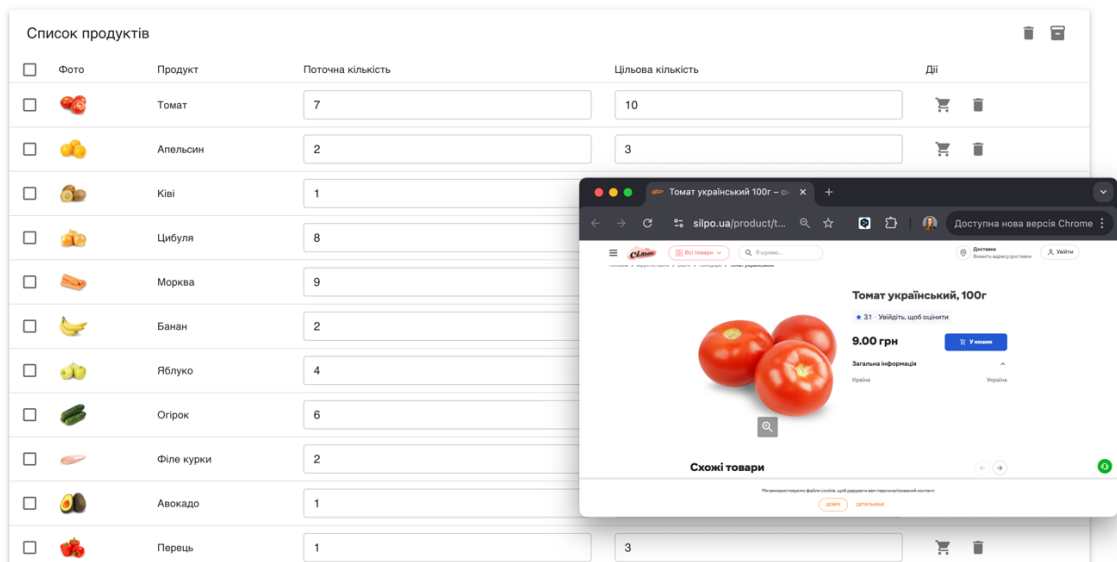 Список продуктів
Фото Продукт Поточна кількість Цільова кількість Дії
Томат 7 10
Апельсин 2 3
Ківі 1
Цибуля 8
Морква 9
Банан 2
Яблуко 4
Огірок 6
Філе курки 2
Авокадо 1
Перець 1 3
Томат український 100г – о
silpo.ua/product/t... Доступна нова версія Chrome
Сільпо Всі товари Я шукаю... Доставка
Вкажіть адресу доставки
Увійти
Томат український, 100г
3.1 Увійдіть, щоб оцінити
9.00 грн У кошик
Загальна інформація
Країна Україна
Схожі товари
Ми використовуємо файли cookie, щоб дарувати вам персоналізований контент.
ДОБРЕ ДЕТАЛЬНІШЕ